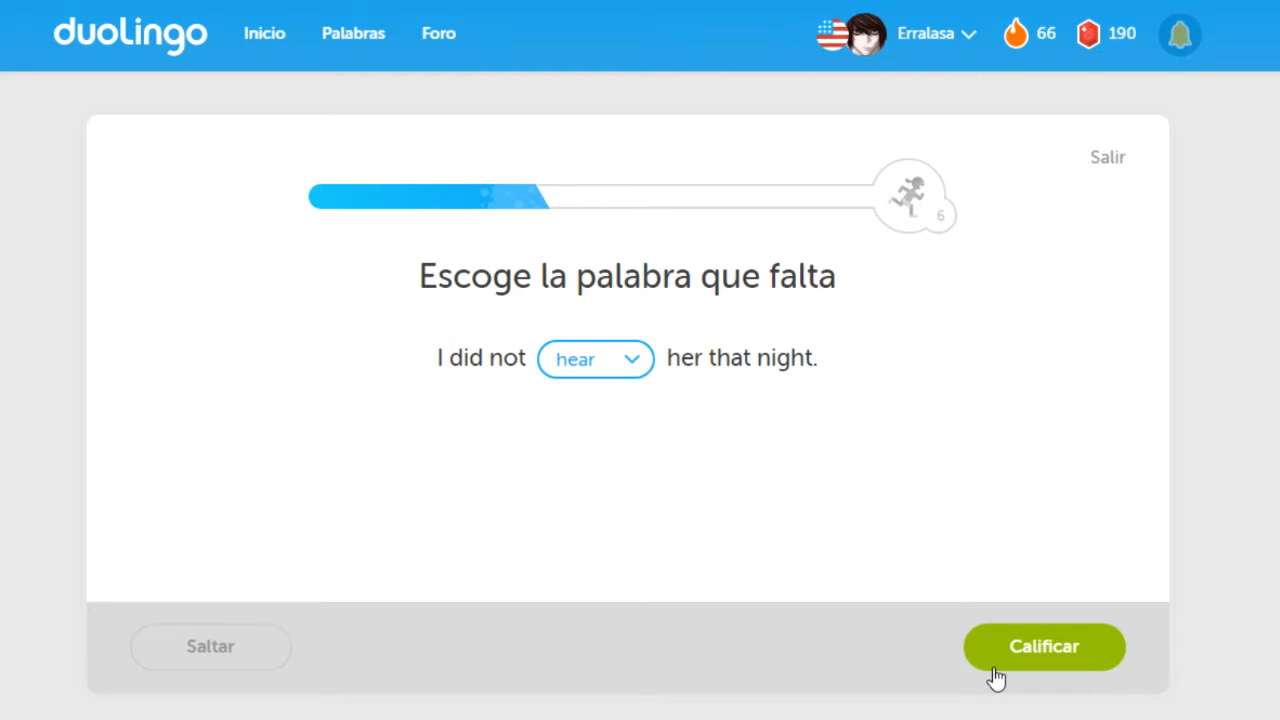 duolingo Inicio Palabras Foro Erralasa 66 190
Salir
6
Escoge la palabra que falta
I did not hear her that night.
Saltar Calificar